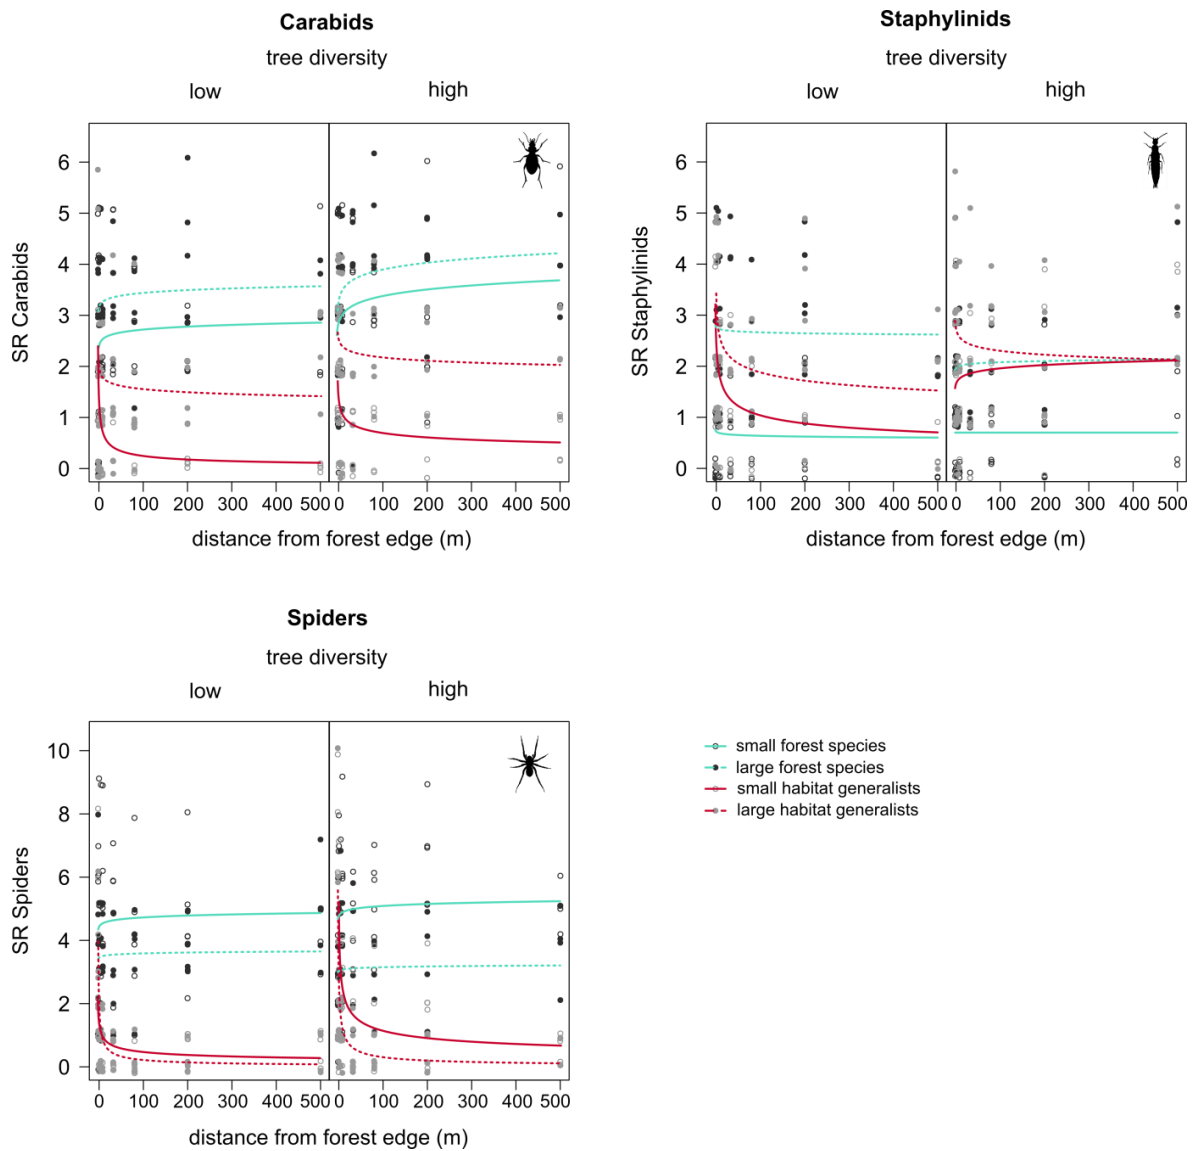 Carabids
tree diversity
low high
SR Carabids
6
5
4
3
2
1
0
0 100 200 300 400 500 0 100 200 300 400 500
distance from forest edge (m)
Staphylinids
tree diversity
low high
SR Staphylinids
6
5
4
3
2
1
0
0 100 200 300 400 500 0 100 200 300 400 500
distance from forest edge (m)
Spiders
tree diversity
low high
SR Spiders
10
8
6
4
2
0
0 100 200 300 400 500 0 100 200 300 400 500
distance from forest edge (m)
small forest species
large forest species
small habitat generalists
large habitat generalists